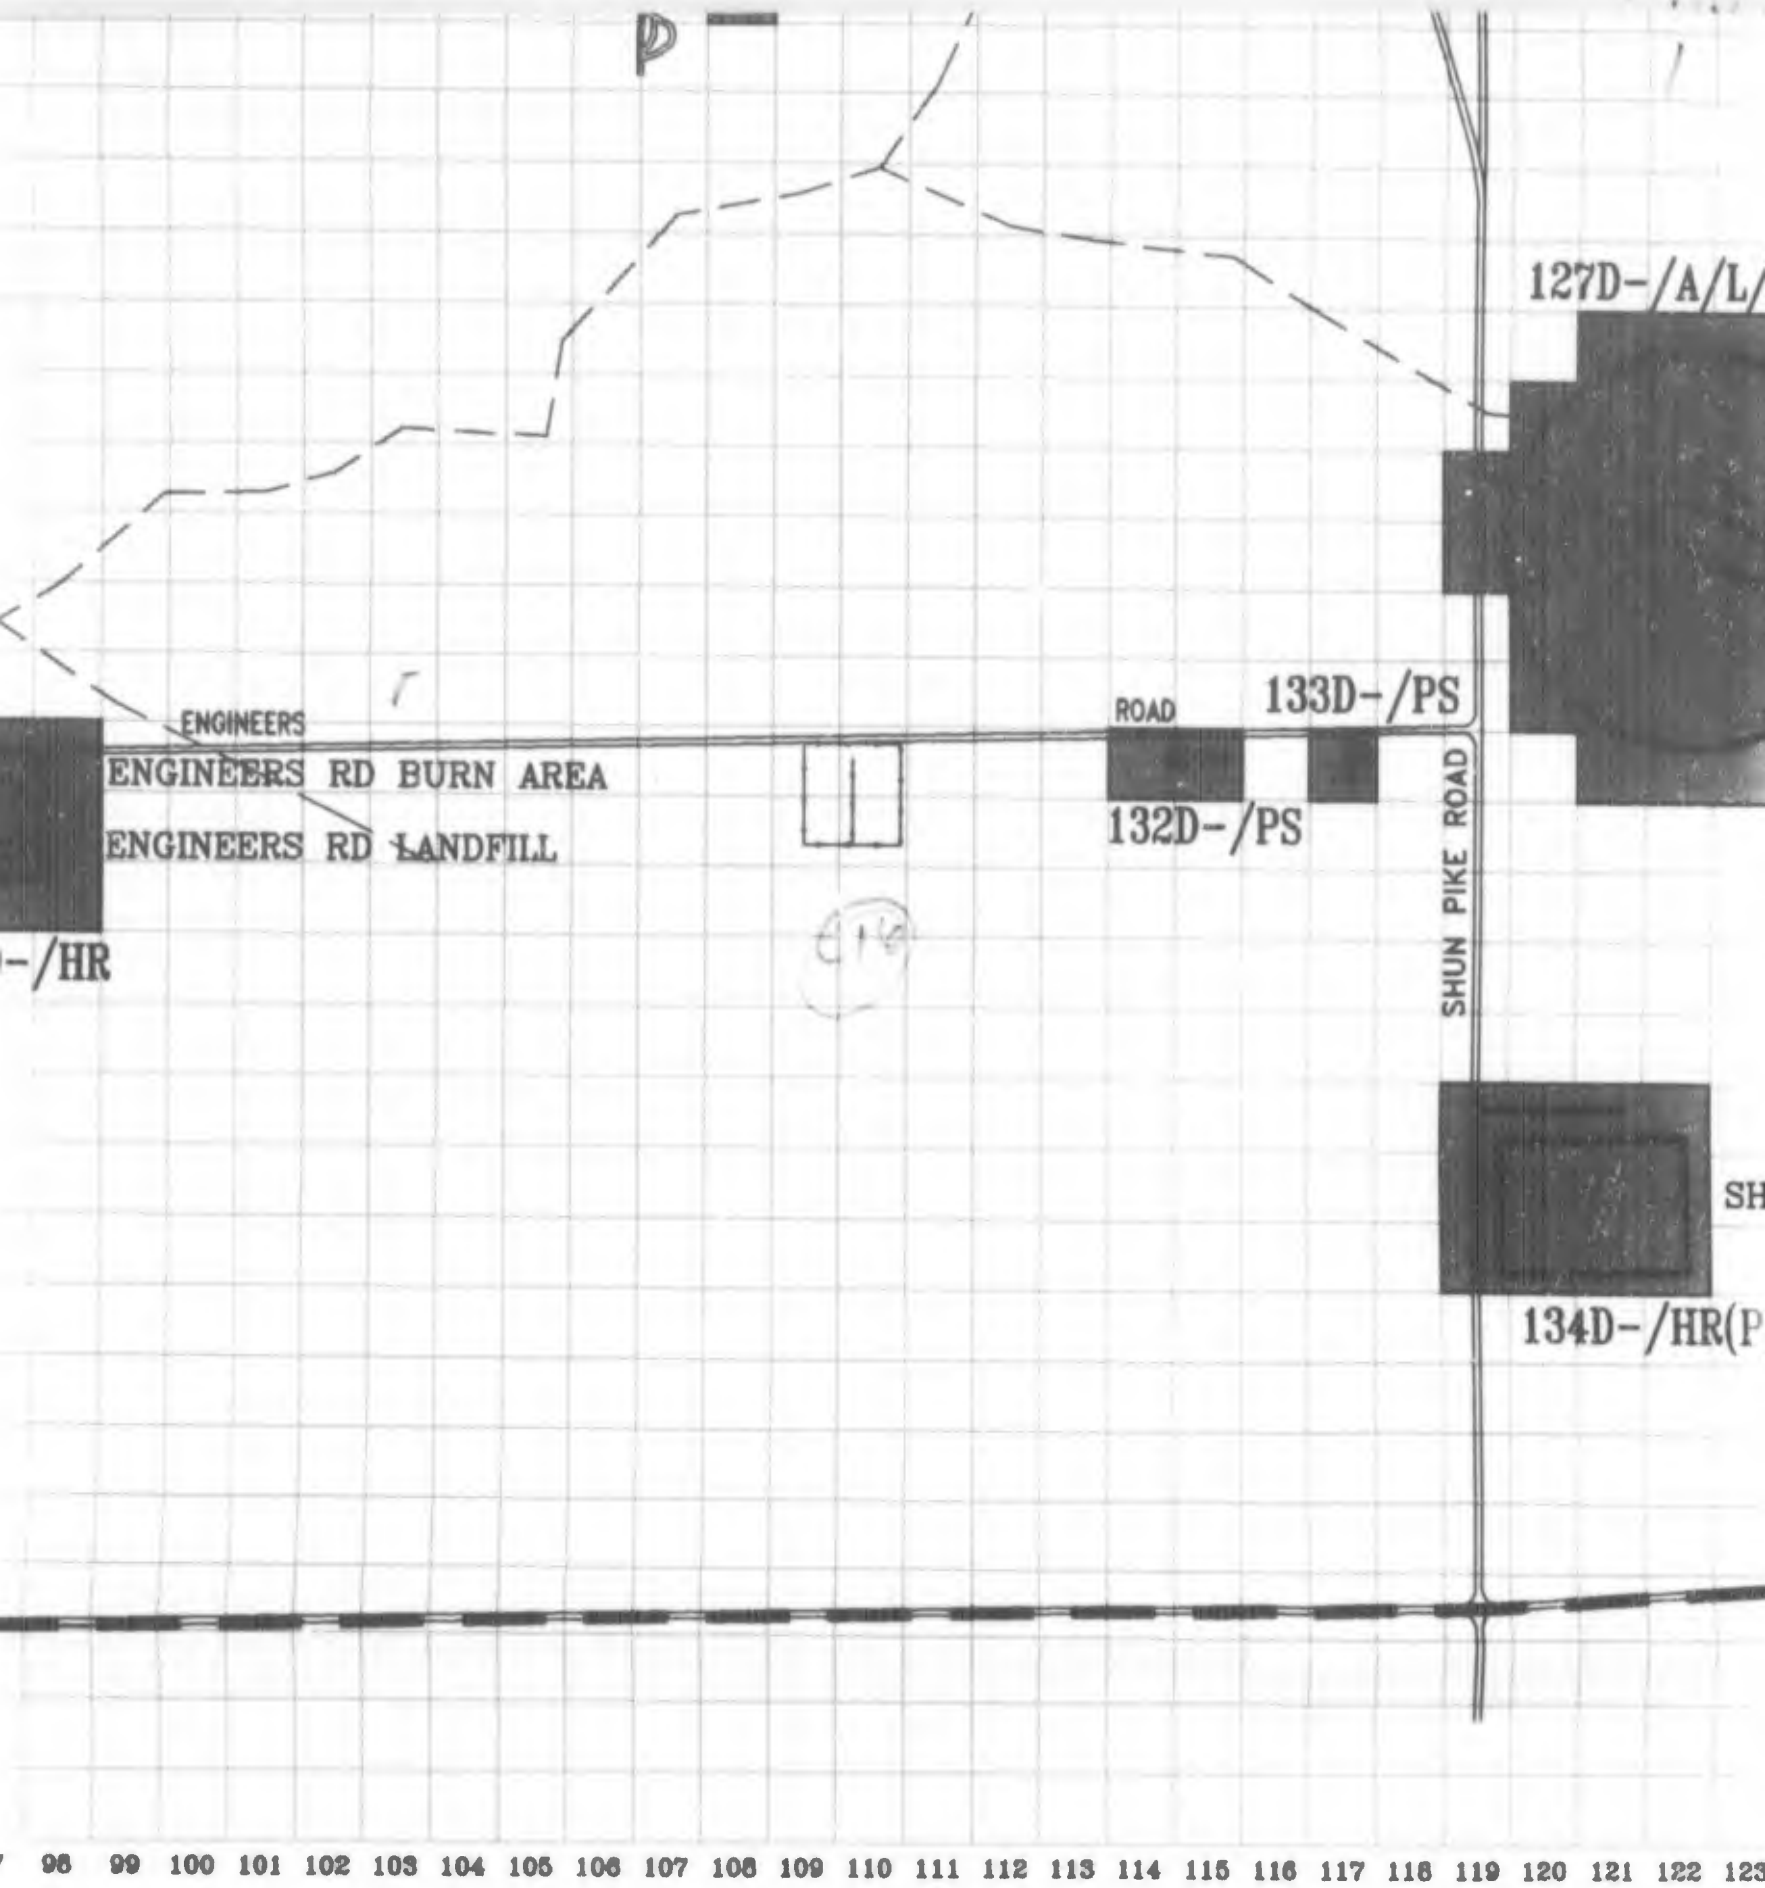 127D-/A/L/
133D-/PS
ENGINEERS
ROAD
ENGINEERS RD BURN AREA
132D-/PS
ENGINEERS RD LANDFILL
SHUN PIKE ROAD
-/HR
SH
134D-/HR(P
98 99 100 101 102 103 104 105 106 107 108 109 110 111 112 113 114 115 116 117 118 119 120 121 122 123